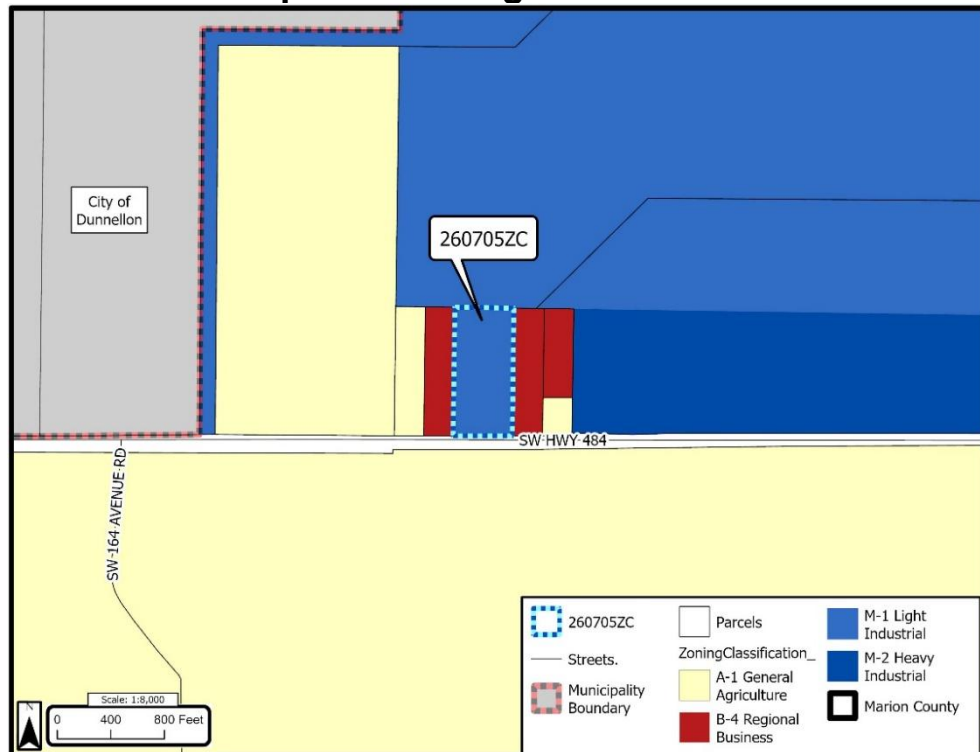 City of
Dunnellon
260705ZC
SW HWY 484
SW 164 AVENUE RD
N
Scale: 1:8,000
0 400 800 Feet
260705ZC
Streets.
Municipality
Boundary
Parcels
ZoningClassification_
A-1 General
Agriculture
B-4 Regional
Business
M-1 Light
Industrial
M-2 Heavy
Industrial
Marion County